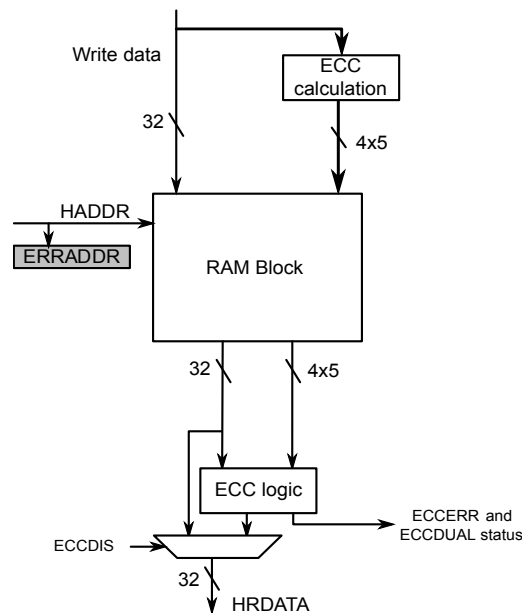 Write data
ECC
calculation
32
4x5
HADDR
ERRADDR
RAM Block
32
4x5
ECC logic
ECCERR and
ECCDUAL status
ECCDIS
32
HRDATA